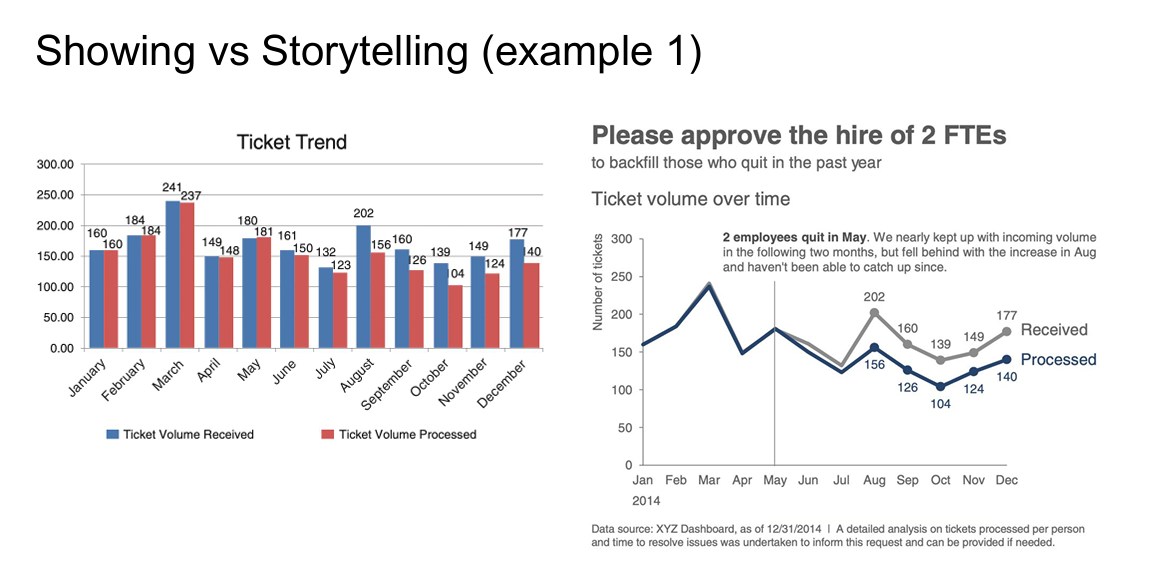 Showing vs Storytelling (example 1)
Ticket Trend
300.00
250.00
200.00
150.00
100.00
50.00
0.00
160
160
184
184
241
237
149
148
180
181
161
150
132
123
202
156
160
126
139
104
149
124
177
140
January
February
March
April
May
June
July
August
September
October
November
December
Ticket Volume Received
Ticket Volume Processed
Please approve the hire of 2 FTEs
to backfill those who quit in the past year
Ticket volume over time
Number of tickets
300
250
200
150
100
50
0
2 employees quit in May. We nearly kept up with incoming volume
in the following two months, but fell behind with the increase in Aug
and haven't been able to catch up since.
202
160
139
149
177
Received
Processed
156
126
104
124
140
Jan
Feb
Mar
Apr
May
Jun
Jul
Aug
Sep
Oct
Nov
Dec
2014
Data source: XYZ Dashboard, as of 12/31/2014 | A detailed analysis on tickets processed per person
and time to resolve issues was undertaken to inform this request and can be provided if needed.